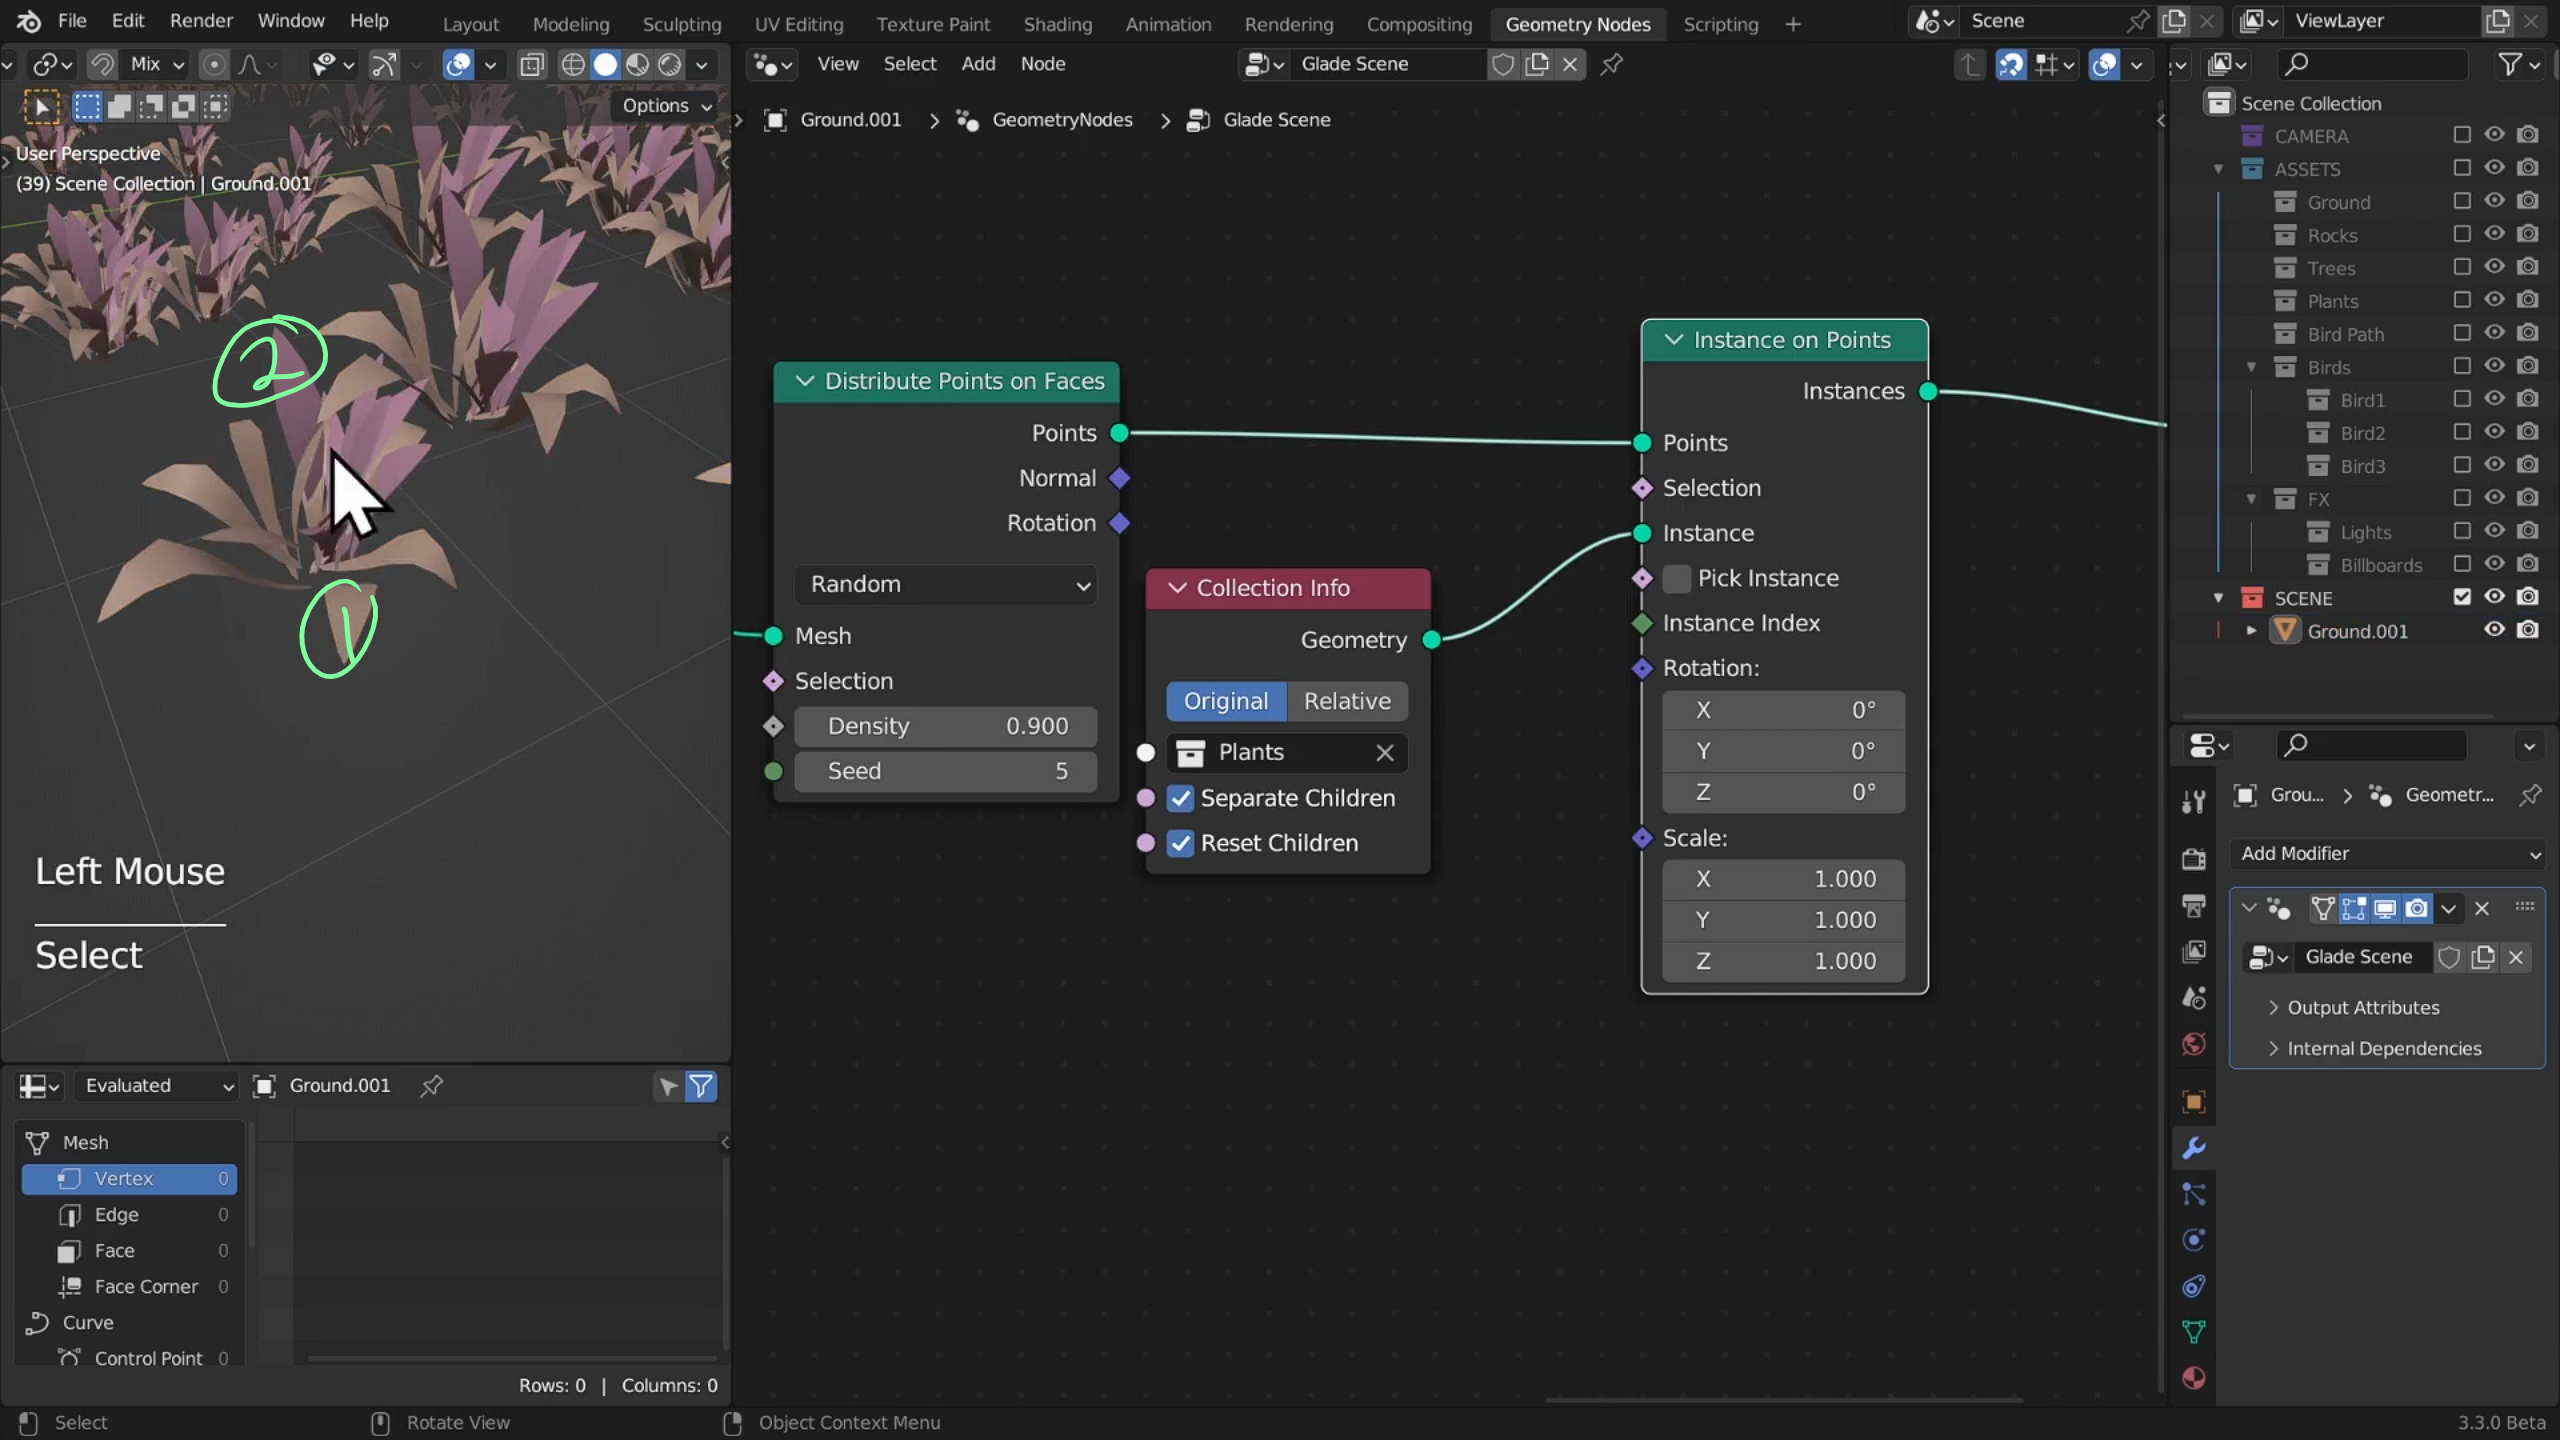 File Edit Render Window Help Layout Modeling Sculpting UV Editing Texture Paint Shading Animation Rendering Compositing Geometry Nodes Scripting + Scene ViewLayer
Mix
View Select Add Node Glade Scene
Options
Ground.001 > GeometryNodes > Glade Scene
User Perspective
(39) Scene Collection | Ground.001
2
1
Left Mouse
Select
Distribute Points on Faces
Points
Normal
Rotation
Random
Mesh
Selection
Density 0.900
Seed 5
Collection Info
Geometry
Original Relative
Plants
Separate Children
Reset Children
Instance on Points
Instances
Points
Selection
Instance
Pick Instance
Instance Index
Rotation:
X 0°
Y 0°
Z 0°
Scale:
X 1.000
Y 1.000
Z 1.000
Scene Collection
CAMERA
ASSETS
Ground
Rocks
Trees
Plants
Bird Path
Birds
Bird1
Bird2
Bird3
FX
Lights
Billboards
SCENE
Ground.001
Grou... > Geometr...
Add Modifier
Glade Scene
Output Attributes
Internal Dependencies
Evaluated Ground.001
Mesh
Vertex 0
Edge 0
Face 0
Face Corner 0
Curve
Control Point 0
Rows: 0 | Columns: 0
Select Rotate View Object Context Menu 3.3.0 Beta